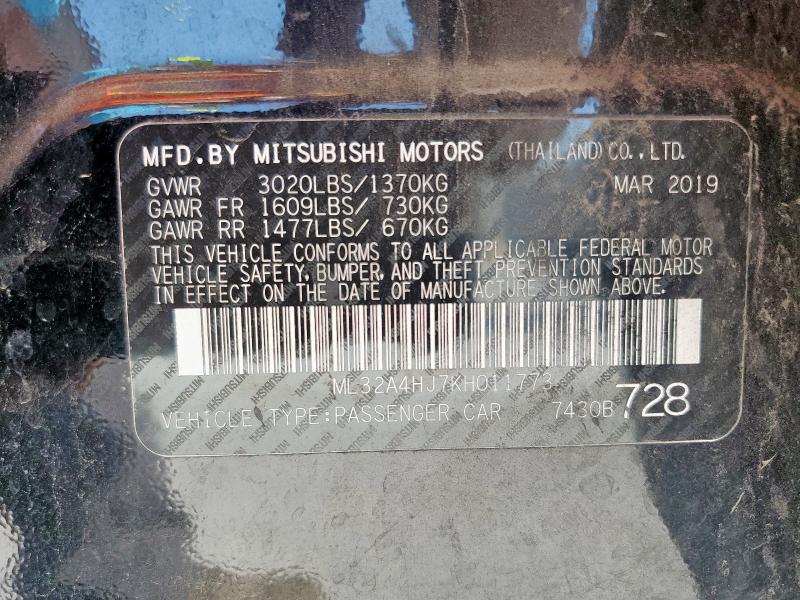 MFD.BY MITSUBISHI MOTORS (THAILAND) CO., LTD.
GVWR 3020LBS/1370KG MAR 2019
GAWR FR 1609LBS/ 730KG
GAWR RR 1477LBS/ 670KG
THIS VEHICLE CONFORMS TO ALL APPLICABLE FEDERAL MOTOR
VEHICLE SAFETY, BUMPER, AND THEFT PREVENTION STANDARDS
IN EFFECT ON THE DATE OF MANUFACTURE SHOWN ABOVE.
ML32A4HJ7KH011773
VEHICLE TYPE:PASSENGER CAR 7430B 728